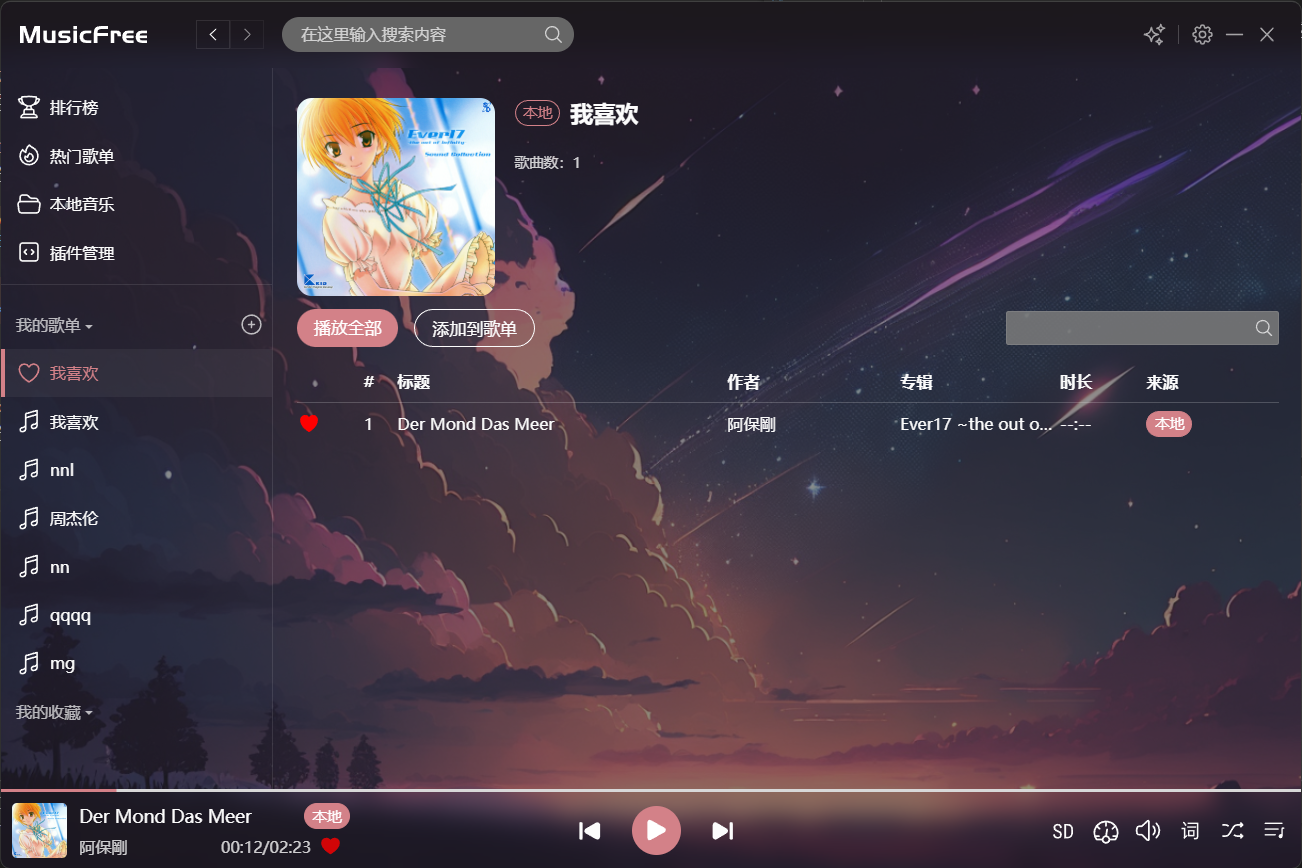 MusicFree
在这里输入搜索内容
排行榜
热门歌单
本地音乐
插件管理
我的歌单
我喜欢
我喜欢
nnl
周杰伦
nn
qqqq
mg
我的收藏
Ever17
the out of infinity
Sound Collection
KID
本地 我喜欢
歌曲数：1
播放全部 添加到歌单
# 标题 作者 专辑 时长 来源
1 Der Mond Das Meer 阿保剛 Ever17 ~the out o... --:-- 本地
Der Mond Das Meer 本地
阿保剛 00:12/02:23
SD 词